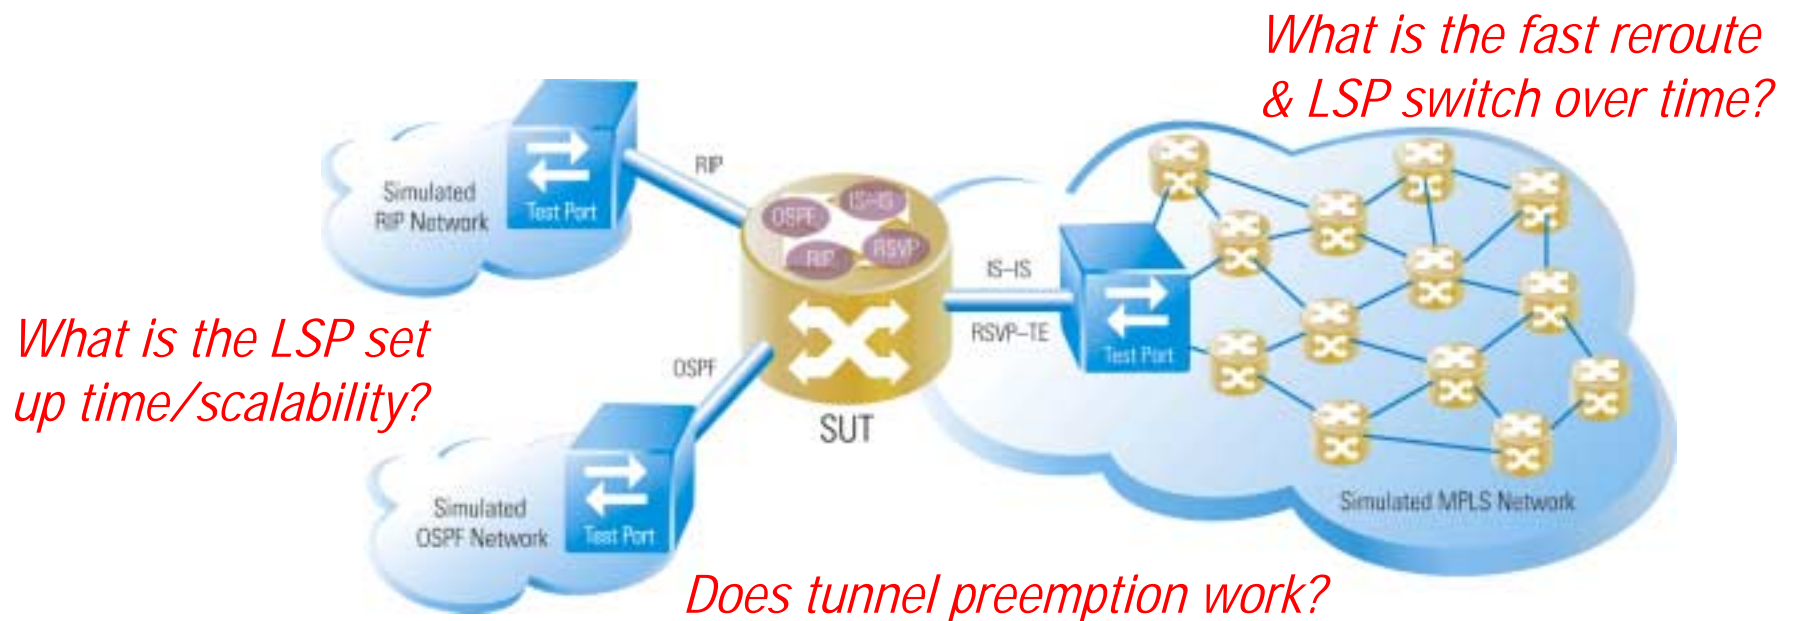 What is the fast reroute
& LSP switch over time?
RIP
Simulated
RIP Network
Test Port
OSPF
IS-IS
RIP
RSVP
IS-IS
RSVP-TE
Test Port
What is the LSP set
up time/scalability?
OSPF
SUT
Simulated
OSPF Network
Test Port
Simulated MPLS Network
Does tunnel preemption work?